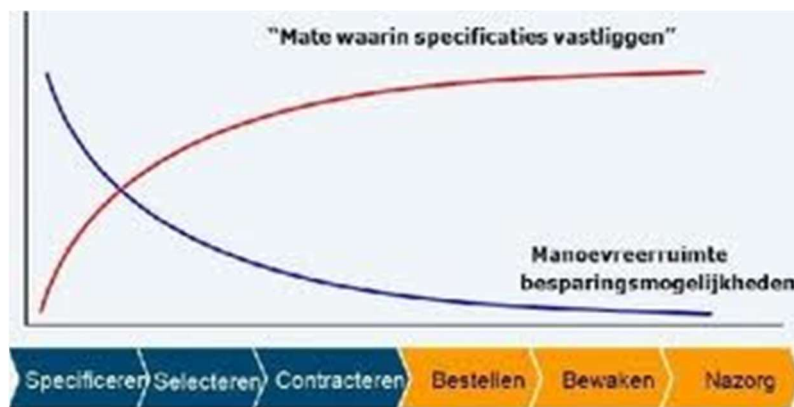 "Mate waarin specificaties vastliggen"
Manoevreerruimte
besparingsmogelijkheden
Specificeren
Selecteren
Contracteren
Bestellen
Bewaken
Nazorg